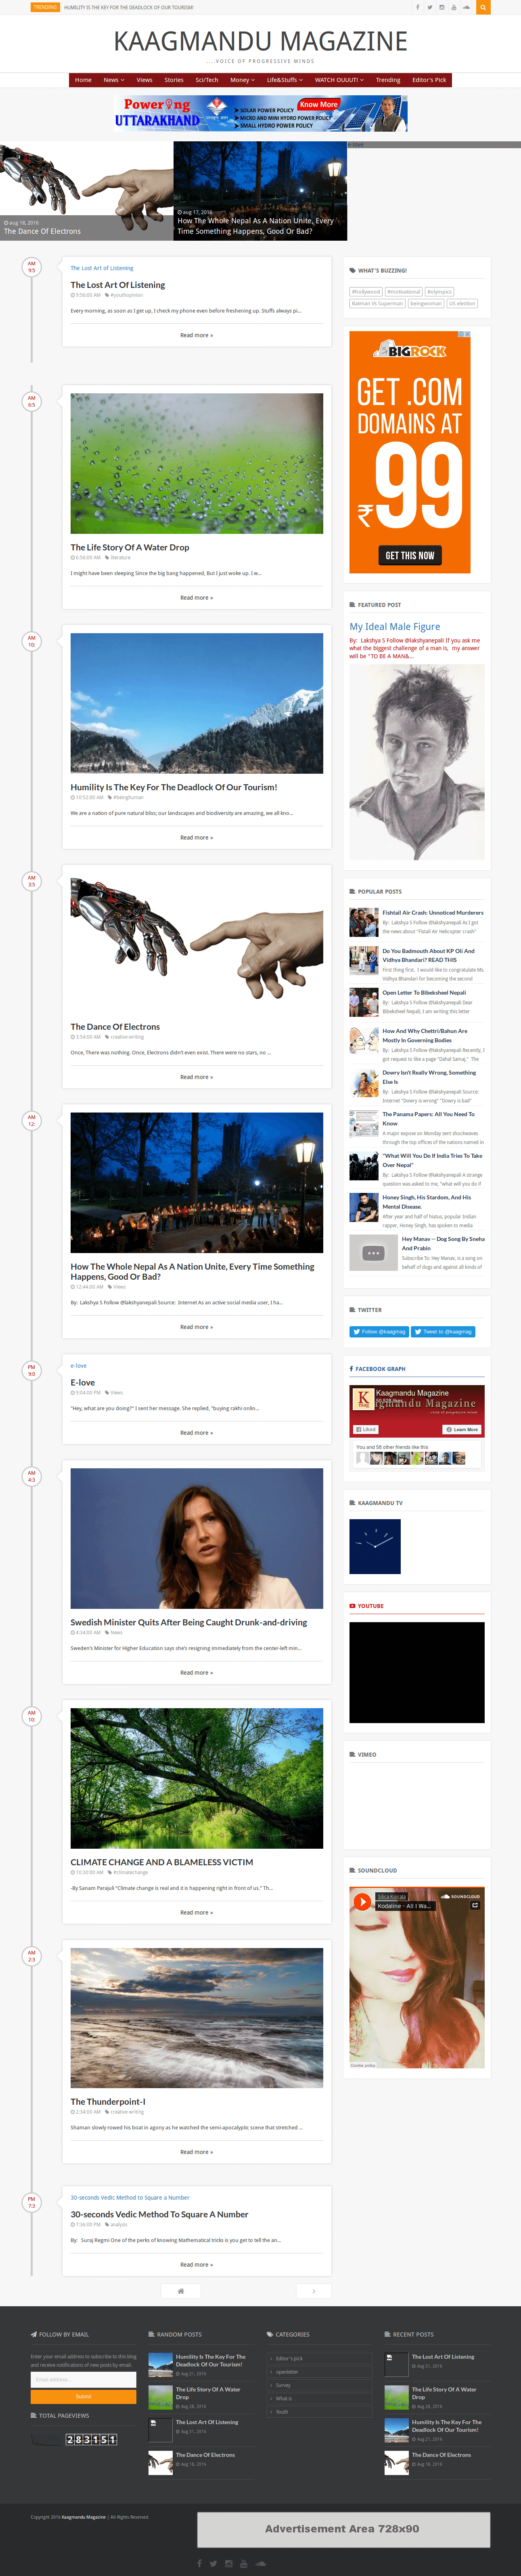 TRENDING HUMILITY IS THE KEY FOR THE DEADLOCK OF OUR TOURISM!
KAAGMANDU MAGAZINE
....VOICE OF PROGRESSIVE MINDS
Home News Views Stories Sci/Tech Money Life&Stuffs WATCH OUUUT! Trending Editor's Pick
Powering UTTARAKHAND
SOLAR POWER POLICY
MICRO AND MINI HYDRO POWER POLICY
SMALL HYDRO POWER POLICY
Know More
aug 18, 2016
The Dance Of Electrons
aug 17, 2016
How The Whole Nepal As A Nation Unite, Every
Time Something Happens, Good Or Bad?
e-love
AM
9:5
The Lost Art of Listening
The Lost Art Of Listening
9:56:00 AM #youthopinion
Every morning, as soon as I get up, I check my phone even before freshening up. Stuffs always pi...
Read more »
AM
6:5
The Life Story Of A Water Drop
6:56:00 AM literature
I might have been sleeping Since the big bang happened, But I just woke up. I w...
Read more »
AM
10:
Humility Is The Key For The Deadlock Of Our Tourism!
10:52:00 AM #beinghuman
We are a nation of pure natural bliss; our landscapes and biodiversity are amazing, we all kno...
Read more »
AM
3:5
The Dance Of Electrons
3:54:00 AM creative-writing
Once, There was nothing. Once, Electrons didn't even exist. There were no stars, no ...
Read more »
AM
12:
How The Whole Nepal As A Nation Unite, Every Time Something
Happens, Good Or Bad?
12:44:00 AM Views
By: Lakshya S Follow @lakshyanepali Source: Internet As an active social media user, I ha...
Read more »
PM
9:0
e-love
E-love
9:04:00 PM Views
"Hey, what are you doing?" I sent her message. She replied, "buying rakhi onlin...
Read more »
AM
4:3
Swedish Minister Quits After Being Caught Drunk-and-driving
4:34:00 AM News
Sweden's Minister for Higher Education says she's resigning immediately from the center-left min...
Read more »
AM
10:
CLIMATE CHANGE AND A BLAMELESS VICTIM
10:30:00 AM #climatechange
-By Sanam Parajuli "Climate change is real and it is happening right in front of us." Th...
Read more »
AM
2:3
The Thunderpoint-I
2:34:00 AM creative writing
Shaman slowly rowed his boat in agony as he watched the semi-apocalyptic scene that stretched ...
Read more »
PM
7:3
30-seconds Vedic Method to Square a Number
30-seconds Vedic Method To Square A Number
7:36:00 PM analysis
By: Suraj Regmi One of the perks of knowing Mathematical tricks is you get to tell the an...
Read more »
WHAT'S BUZZING!
#hollywood #motivational #olympics
Batman Vs Superman beingwoman US election
BIGROCK
GET .COM
DOMAINS AT
₹99
GET THIS NOW
FEATURED POST
My Ideal Male Figure
By: Lakshya S Follow @lakshyanepali If you ask me
what the biggest challenge of a man is, my answer
will be "TO BE A MAN&...
POPULAR POSTS
Fishtail Air Crash: Unnoticed Murderers
By: Lakshya S Follow @lakshyanepali As I got
the news about "Fistail Air Helicopter crash"
Do You Badmouth About KP Oli And
Vidhya Bhandari? READ THIS
First thing first. I would like to congratulate Ms.
Vidhya Bhandari for becoming the second
Open Letter To Bibeksheel Nepali
By: Lakshya S Follow @lakshyanepali Dear
Bibeksheel Nepali, I am writing this letter
How And Why Chettri/Bahun Are
Mostly In Governing Bodies
By: Lakshya S Follow @lakshyanepali Recently, I
got request to like a page "Dahal Samaj." The
Dowry Isn't Really Wrong, Something
Else Is
By: Lakshya S Follow @lakshyanepali Source:
Internet "Dowry is wrong" "Dowry is bad"
The Panama Papers: All You Need To
Know
A major expose on Monday sent shockwaves
through the top offices of the nations named in
"What Will You Do If India Tries To Take
Over Nepal"
By: Lakshya S Follow @lakshyanepali A strange
question was asked to me, "what will you do if
Honey Singh, His Stardom, And His
Mental Disease.
After year and half of hiatus, popular Indian
rapper, Honey Singh, has spoken to media
Hey Manav -- Dog Song By Sneha
And Prabin
Subscribe To: Hey Manav, is a song on
behalf of dogs and against all kinds of
TWITTER
Follow @kaagmag Tweet to @kaagmag
FACEBOOK GRAPH
Kaagmandu Magazine
Liked Learn More
You and 56 other friends like this
KAAGMANDU TV
YOUTUBE
VIMEO
SOUNDCLOUD
Silica Koirala
Kodaline - All I Wa...
SOUNDCLOUD
Cookie policy
FOLLOW BY EMAIL
Enter your email address to subscribe to this blog
and receive notifications of new posts by email.
Email address...
Submit
TOTAL PAGEVIEWS
283151
RANDOM POSTS
Humility Is The Key For The
Deadlock Of Our Tourism!
Aug 21, 2016
The Life Story Of A Water
Drop
Aug 28, 2016
The Lost Art Of Listening
Aug 31, 2016
The Dance Of Electrons
Aug 18, 2016
CATEGORIES
Editor's pick
openletter
Survey
What is
Youth
RECENT POSTS
The Lost Art Of Listening
Aug 31, 2016
The Life Story Of A Water
Drop
Aug 28, 2016
Humility Is The Key For The
Deadlock Of Our Tourism!
Aug 21, 2016
The Dance Of Electrons
Aug 18, 2016
Copyright 2016 Kaagmandu Magazine | All Rights Reserved
Advertisement Area 728x90